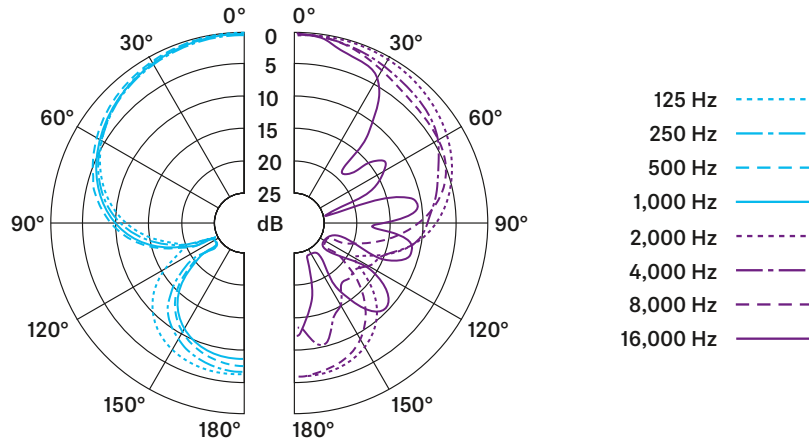 0° 0°
30° 0 30°
5
60° 10 60°
15
20
25
90° dB 90°
120° 120°
150° 150°
180° 180°
125 Hz
250 Hz
500 Hz
1,000 Hz
2,000 Hz
4,000 Hz
8,000 Hz
16,000 Hz